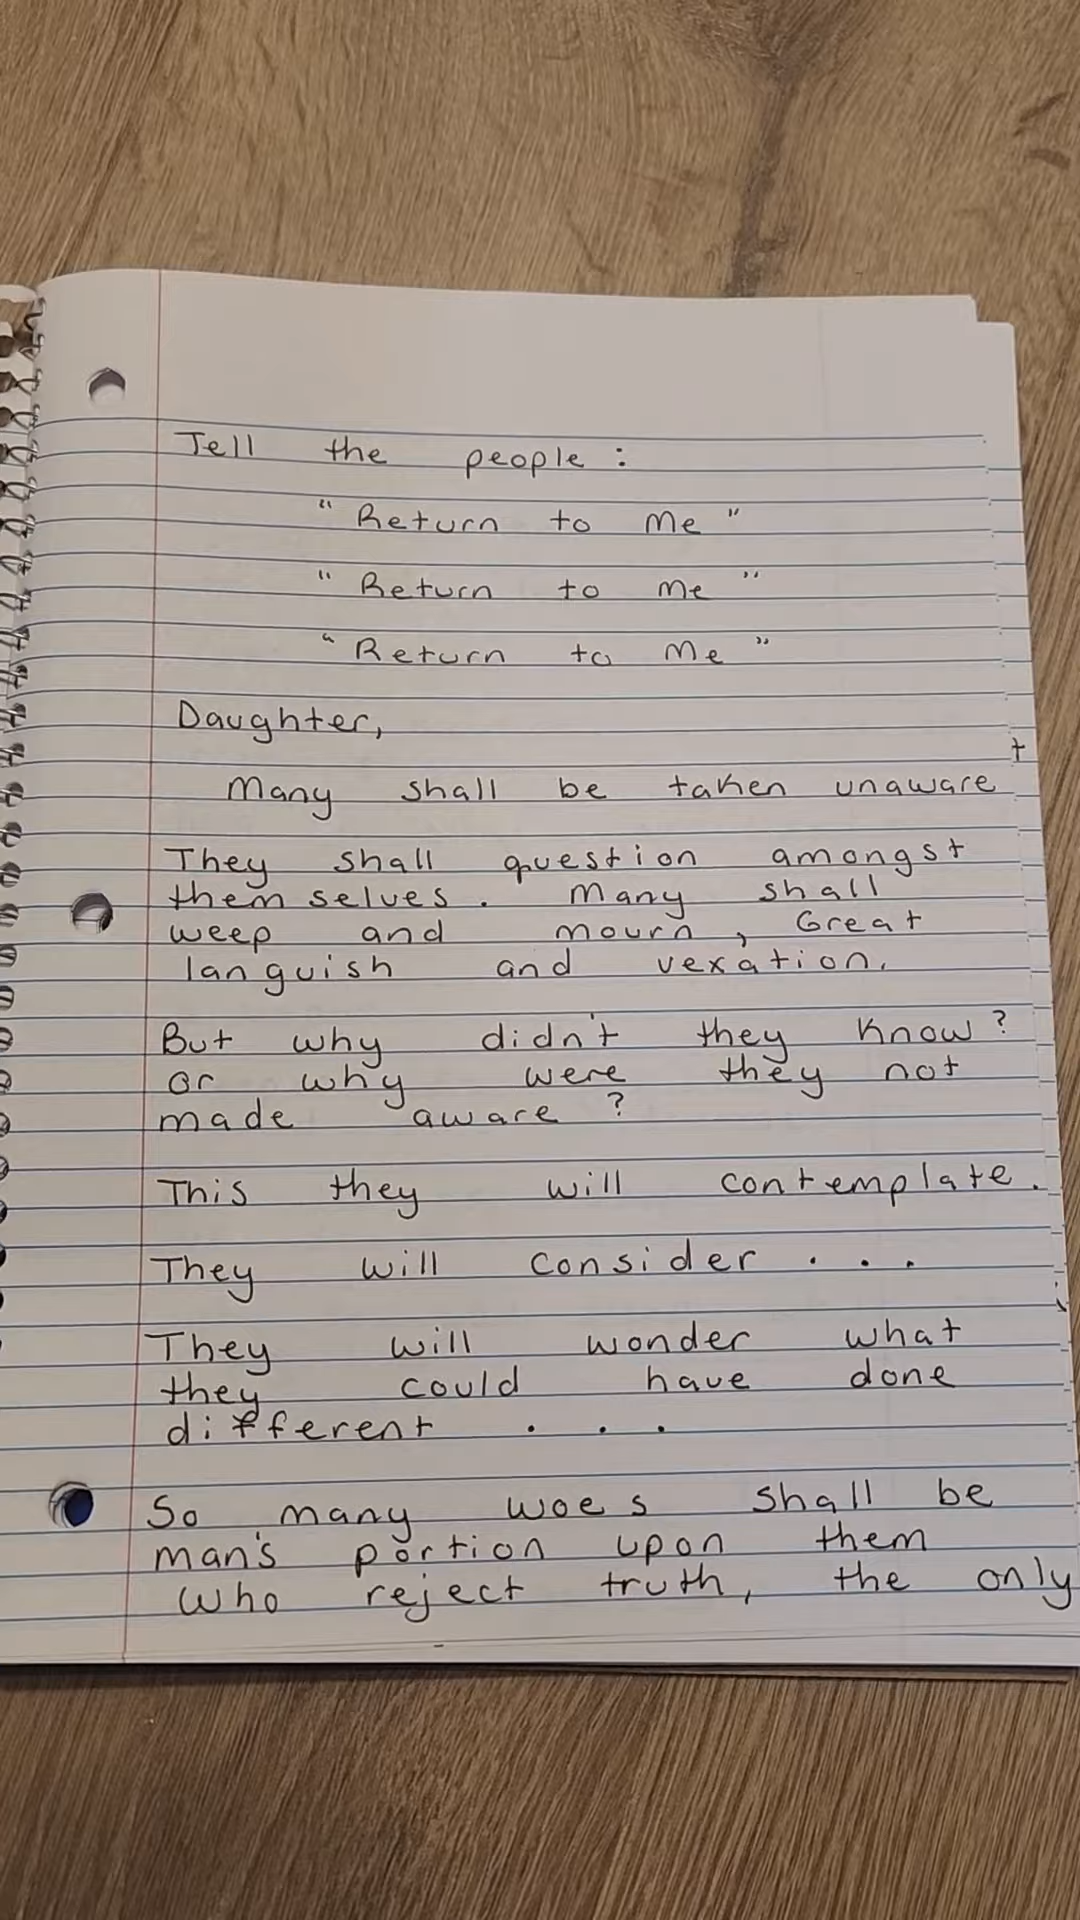 Tell the people:
"Return to Me"
"Return to Me"
"Return to Me"
Daughter,
Many shall be taken unaware
They shall question amongst
themselves. Many shall
weep and mourn, Great
languish and vexation.
But why didn't they know?
or why were they not
made aware?
This they will contemplate.
They will consider...
They will wonder what
they could have done
different...
So many woes shall be
man's portion upon them
who reject truth, the only